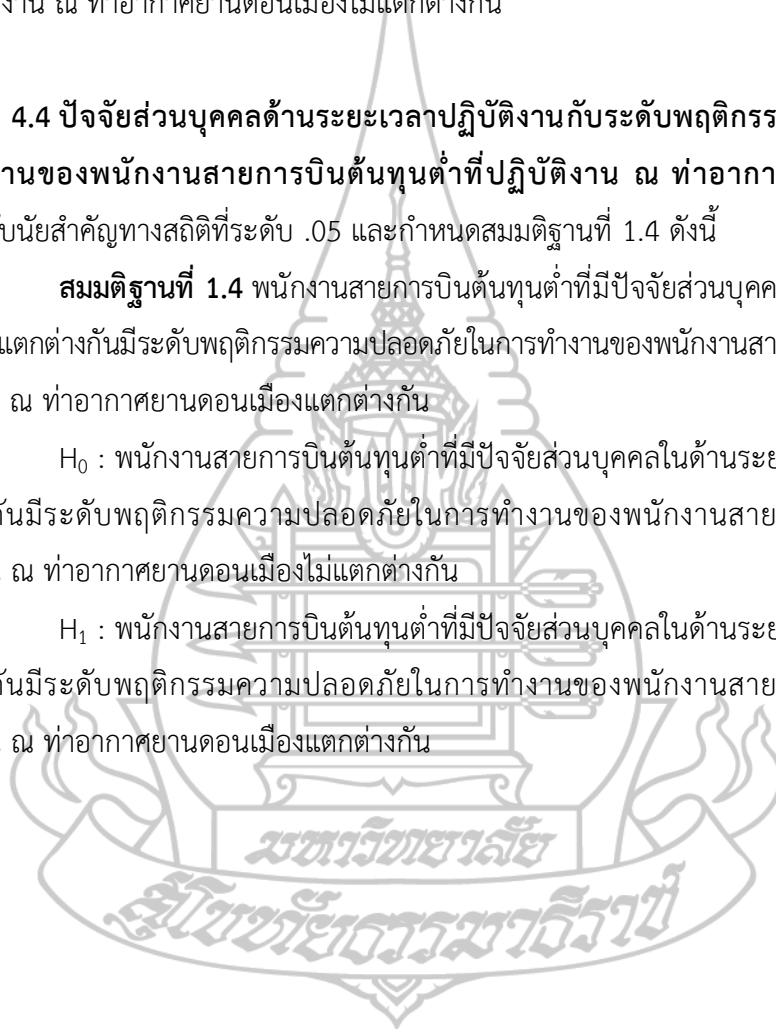 งาน ณ ท่าอากาศยานดอนเมืองไม่แตกต่างกัน
4.4 ปัจจัยส่วนบุคคลด้านระยะเวลาปฏิบัติงานกับระดับพฤติกรร
านของพนักงานสายการบินต้นทุนต่ำที่ปฏิบัติงาน ณ ท่าอากา
ับนัยสำคัญทางสถิติที่ระดับ .05 และกำหนดสมมติฐานที่ 1.4 ดังนี้
สมมติฐานที่ 1.4 พนักงานสายการบินต้นทุนต่ำที่มีปัจจัยส่วนบุคค
แตกต่างกันมีระดับพฤติกรรมความปลอดภัยในการทำงานของพนักงานสา
ณ ท่าอากาศยานดอนเมืองแตกต่างกัน
H₀ : พนักงานสายการบินต้นทุนต่ำที่มีปัจจัยส่วนบุคคลในด้านระย
กันมีระดับพฤติกรรมความปลอดภัยในการทำงานของพนักงานสาย
ณ ท่าอากาศยานดอนเมืองไม่แตกต่างกัน
H₁ : พนักงานสายการบินต้นทุนต่ำที่มีปัจจัยส่วนบุคคลในด้านระย
กันมีระดับพฤติกรรมความปลอดภัยในการทำงานของพนักงานสาย
ณ ท่าอากาศยานดอนเมืองแตกต่างกัน
มหาวิทยาลัย
สุโขทัยธรรมาธิราช